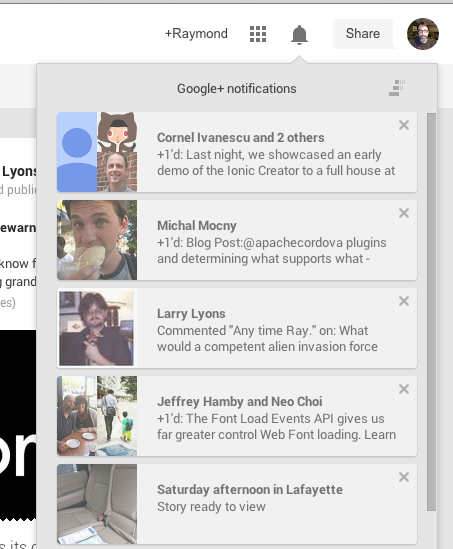 +Raymond
Share
Google+ notifications
Lyons
d public
ewarn
know f
g grand
es)
on
s its c
Cornel Ivanescu and 2 others
+1'd: Last night, we showcased an early
demo of the Ionic Creator to a full house at
Michal Mocny
+1'd: Blog Post:@apachecordova plugins
and determining what supports what -
Larry Lyons
Commented "Any time Ray." on: What
would a competent alien invasion force
Jeffrey Hamby and Neo Choi
+1'd: The Font Load Events API gives us
far greater control Web Font loading. Learn
Saturday afternoon in Lafayette
Story ready to view